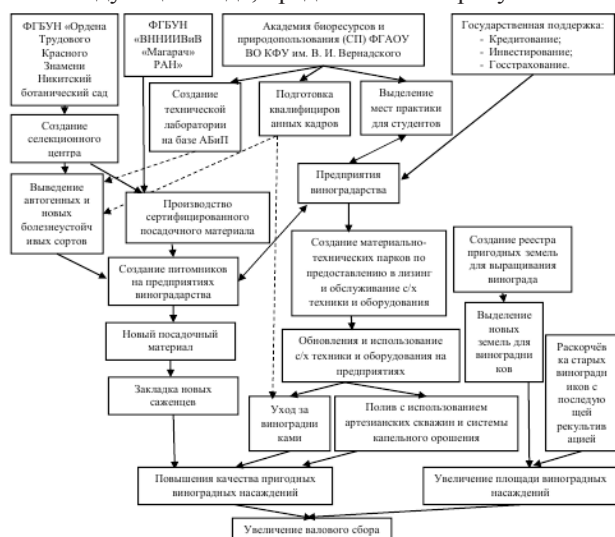 ФГБУН «Ордена
Трудового
Красного
Знамени
Никитский
ботанический сад
ФГБУН
«ВННИИВиВ
«Магарач»
РАН»
Академия биоресурсов и
природопользования (СП) ФГАОУ
ВО КФУ им. В. И. Вернадского
Государственная поддержка:
- Кредитование;
- Инвестирование;
- Госстрахование.
Создание
технической
лаборатории
на базе АБиП
Подготовка
квалифициров
анных кадров
Выделение
мест практики
для студентов
Создание
селекционного
центра
Выведение
автогенных и
новых
болезнеустойч
ивых сортов
Производство
сертифицированного
посадочного материала
Предприятия
виноградарства
Создание питомников
на предприятиях
виноградарства
Создание материально-
технических парков по
предоставлению в лизинг
и обслуживание с/х
техники и оборудования
Создание реестра
пригодных земель
для выращивания
винограда
Новый посадочный
материал
Обновления и использование
с/х техники и оборудования на
предприятиях
Выделение
новых
земель для
виноградни
ков
Раскорчёв
ка старых
виноградн
иков с
последую
щей
рекультив
ацией
Закладка новых
саженцев
Уход за
виноградни
ками
Полив с использованием
артезианских скважин и системы
капельного орошения
Повышения качества пригодных
виноградных насаждений
Увеличение площади виноградных
насаждений
Увеличение валового сбора